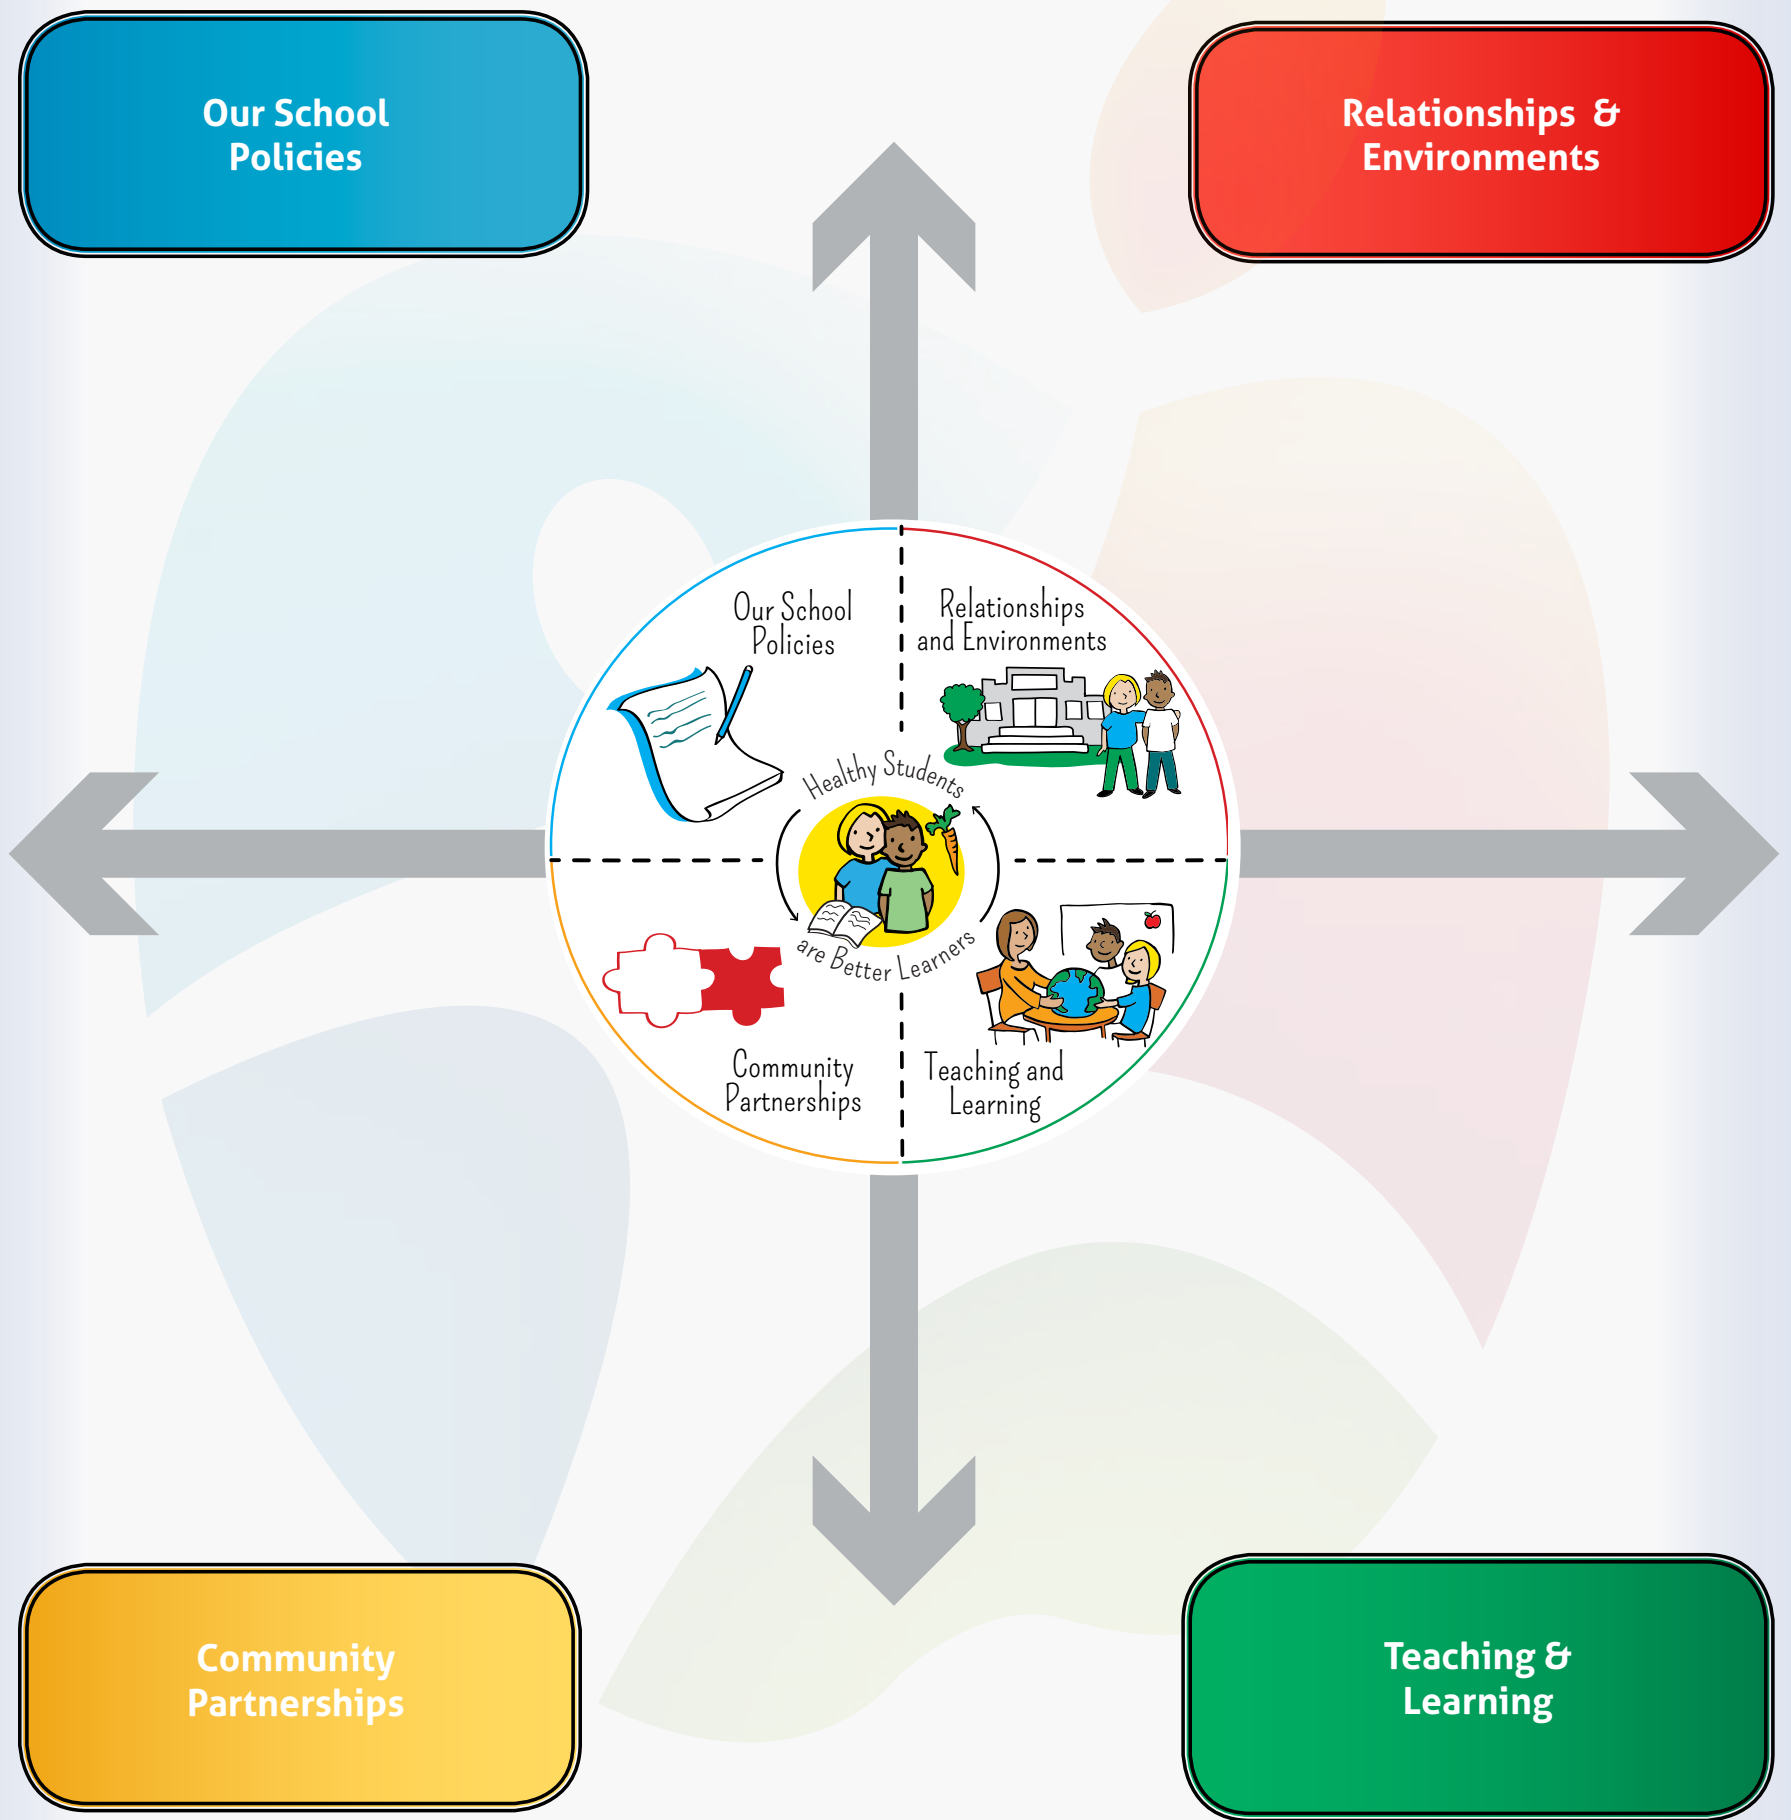 Our School
Policies
Relationships & 
Environments
Our School
Policies
Relationships
and Environments
Healthy Students
are Better Learners
Community
Partnerships
Teaching and
Learning
Community
Partnerships
Teaching &
Learning